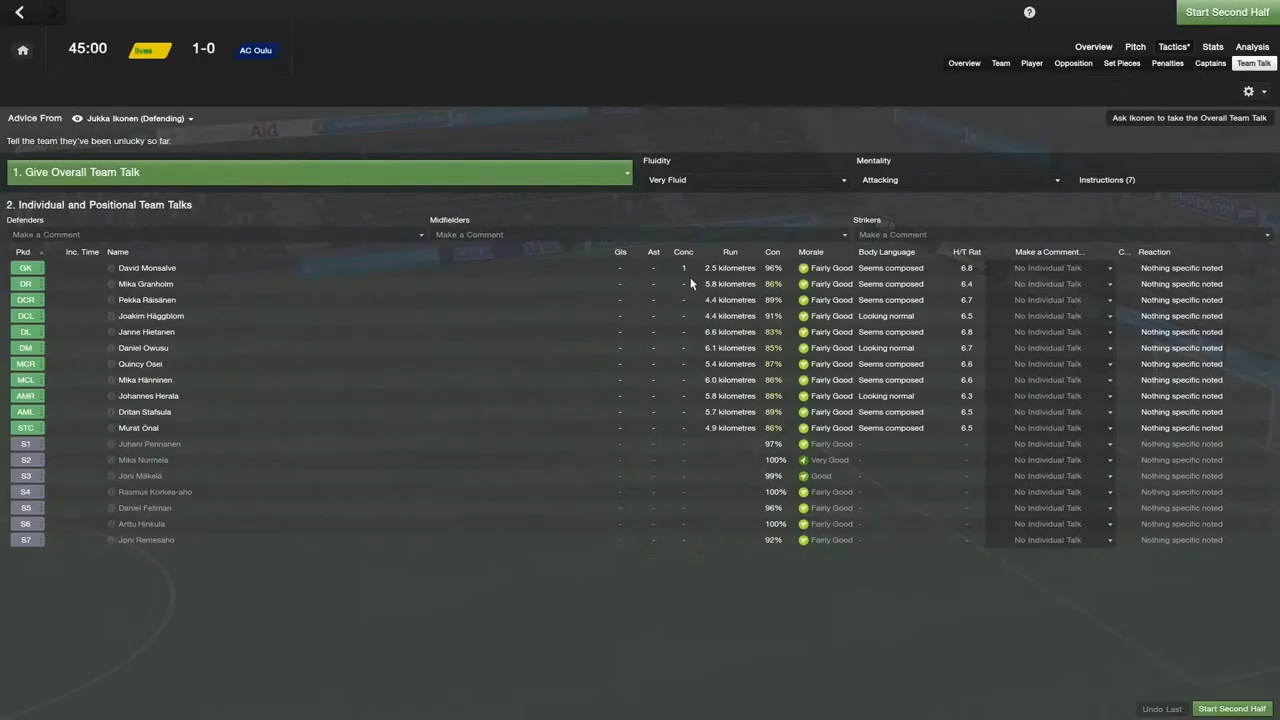 Start Second Half
45:00 Ilves 1-0 AC Oulu
Overview Pitch Tactics* Stats Analysis
Overview Team Player Opposition Set Pieces Penalties Captains Team Talk
Advice From Jukka Ikonen (Defending) Ask Ikonen to take the Overall Team Talk
Aid
Tell the team they've been unlucky so far.
Fluidity Mentality
1. Give Overall Team Talk Very Fluid Attacking Instructions (7)
2. Individual and Positional Team Talks
Defenders Midfielders Strikers
Make a Comment Make a Comment Make a Comment
Pkd Inc. Time Name Gls Ast Conc Run Con Morale Body Language H/T Rat Make a Comment... C... Reaction
GK David Monsalve - - 1 2.5 kilometres 96% Fairly Good Seems composed 6.8 No Individual Talk Nothing specific noted
DR Mika Granholm - - - 5.8 kilometres 86% Fairly Good Seems composed 6.4 No Individual Talk Nothing specific noted
DCR Pekka Räisänen - - - 4.4 kilometres 89% Fairly Good Seems composed 6.7 No Individual Talk Nothing specific noted
DCL Joakim Häggblom - - - 4.4 kilometres 91% Fairly Good Looking normal 6.5 No Individual Talk Nothing specific noted
DL Janne Hietanen - - - 6.6 kilometres 83% Fairly Good Seems composed 6.8 No Individual Talk Nothing specific noted
DM Daniel Owusu - - - 6.1 kilometres 85% Fairly Good Looking normal 6.7 No Individual Talk Nothing specific noted
MCR Quincy Osei - - - 5.4 kilometres 87% Fairly Good Seems composed 6.6 No Individual Talk Nothing specific noted
MCL Mika Hänninen - - - 6.0 kilometres 86% Fairly Good Seems composed 6.6 No Individual Talk Nothing specific noted
AMR Johannes Herala - - - 5.8 kilometres 88% Fairly Good Looking normal 6.3 No Individual Talk Nothing specific noted
AML Dritan Stafsula - - - 5.7 kilometres 89% Fairly Good Seems composed 6.5 No Individual Talk Nothing specific noted
STC Murat Önal - - - 4.9 kilometres 86% Fairly Good Seems composed 6.5 No Individual Talk Nothing specific noted
S1 Juhani Pennanen - - - 97% Fairly Good - - No Individual Talk Nothing specific noted
S2 Mika Nurmela - - - 100% Very Good - - No Individual Talk Nothing specific noted
S3 Joni Mäkelä - - - 99% Good - - No Individual Talk Nothing specific noted
S4 Rasmus Korkea-aho - - - 100% Fairly Good - - No Individual Talk Nothing specific noted
S5 Daniel Fellman - - - 96% Fairly Good - - No Individual Talk Nothing specific noted
S6 Arttu Hinkula - - - 100% Fairly Good - - No Individual Talk Nothing specific noted
S7 Joni Remesaho - - - 92% Fairly Good - - No Individual Talk Nothing specific noted
Undo Last Start Second Half